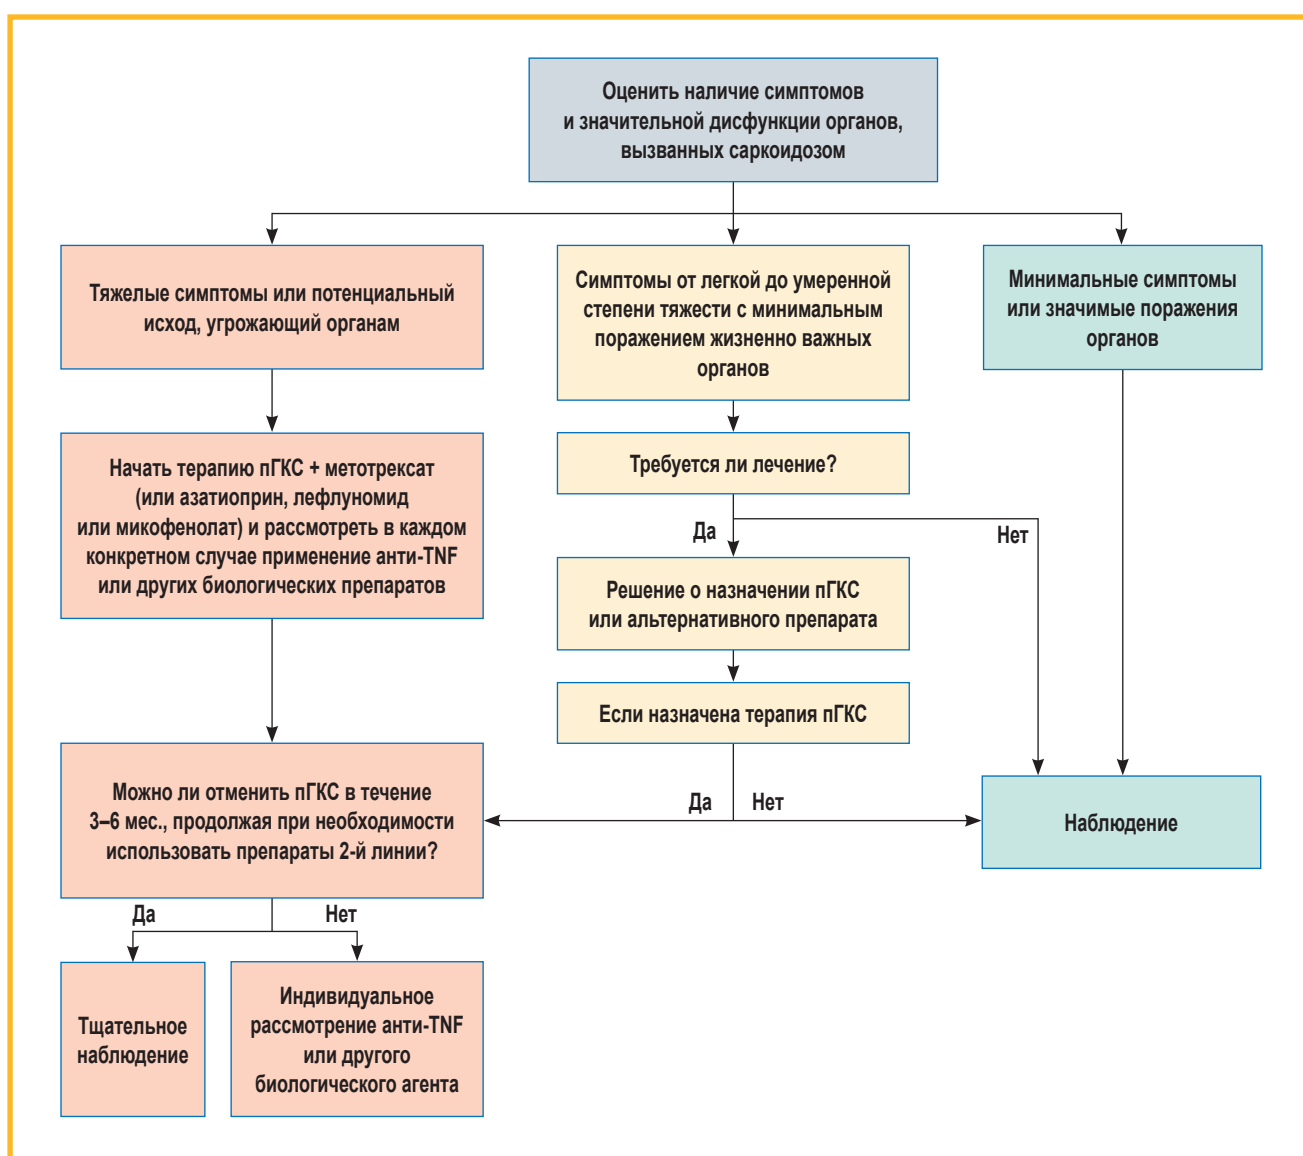 Оценить наличие симптомов
и значительной дисфункции органов,
вызванных саркоидозом
Тяжелые симптомы или потенциальный
исход, угрожающий органам
Симптомы от легкой до умеренной
степени тяжести с минимальным
поражением жизненно важных
органов
Минимальные симптомы
или значимые поражения
органов
Начать терапию пГКС + метотрексат
(или азатиоприн, лефлуномид
или микофенолат) и рассмотреть в каждом
конкретном случае применение анти-TNF
или других биологических препаратов
Требуется ли лечение?
Да
Нет
Решение о назначении пГКС
или альтернативного препарата
Если назначена терапия пГКС
Можно ли отменить пГКС в течение
3–6 мес., продолжая при необходимости
использовать препараты 2-й линии?
Да
Нет
Наблюдение
Да
Нет
Тщательное
наблюдение
Индивидуальное
рассмотрение анти-TNF
или другого
биологического агента